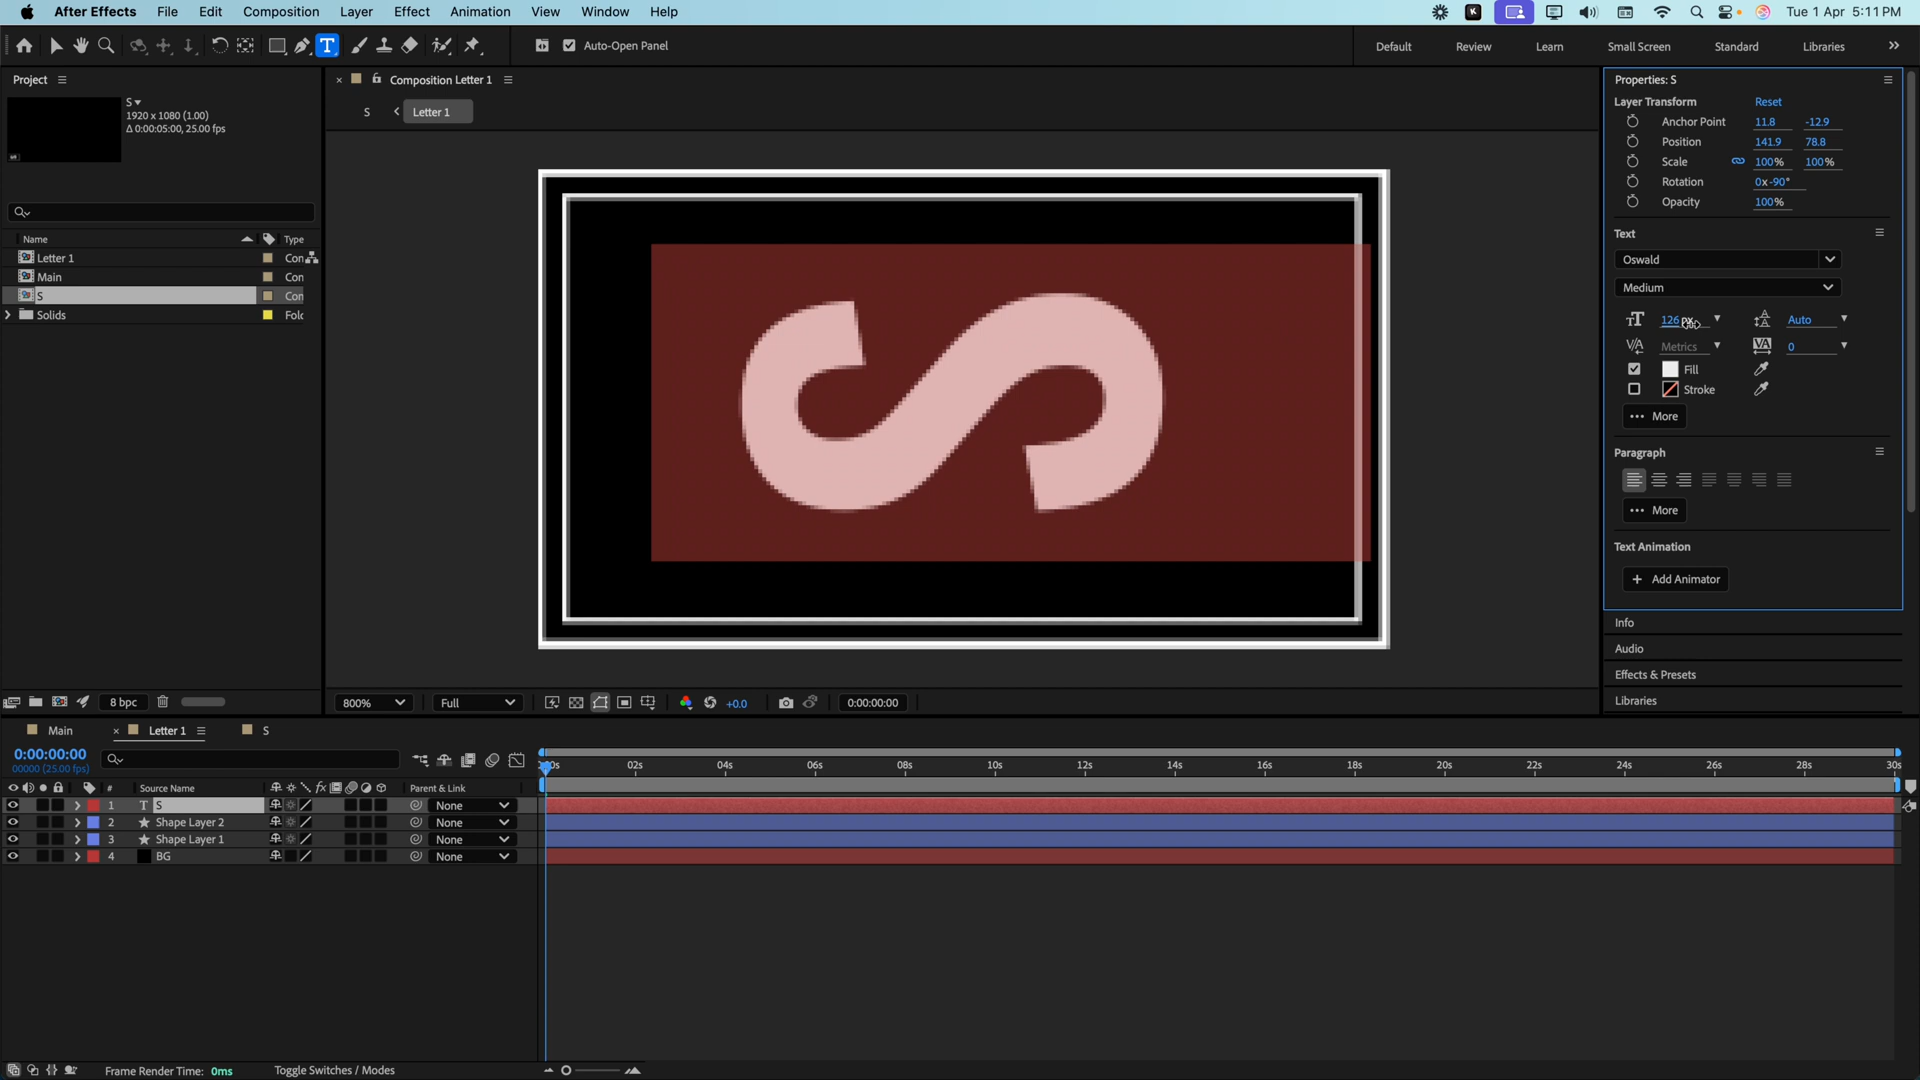 After Effects File Edit Composition Layer Effect Animation View Window Help Tue 1 Apr 5:11 PM
Auto-Open Panel Default Review Learn Small Screen Standard Libraries
Project
S
1920 x 1080 (1.00)
Δ 0:00:05:00, 25.00 fps
Name Type
Letter 1 Con
Main Con
S Con
Solids Fold
8 bpc
Composition Letter 1
S Letter 1
S
800% Full +0.0 0:00:00:00
Properties: S
Layer Transform Reset
Anchor Point 11.8 -12.9
Position 141.9 78.8
Scale 100% 100%
Rotation 0x-90°
Opacity 100%
Text
Oswald
Medium
126 px Auto
Metrics 0
Fill
Stroke
More
Paragraph
More
Text Animation
Add Animator
Info
Audio
Effects & Presets
Libraries
Main Letter 1 S
0:00:00:00
00000 (25.00 fps)
# Source Name fx Parent & Link
1 T S None
2 Shape Layer 2 None
3 Shape Layer 1 None
4 BG None
:00s 02s 04s 06s 08s 10s 12s 14s 16s 18s 20s 22s 24s 26s 28s 30s
Frame Render Time: 0ms Toggle Switches / Modes